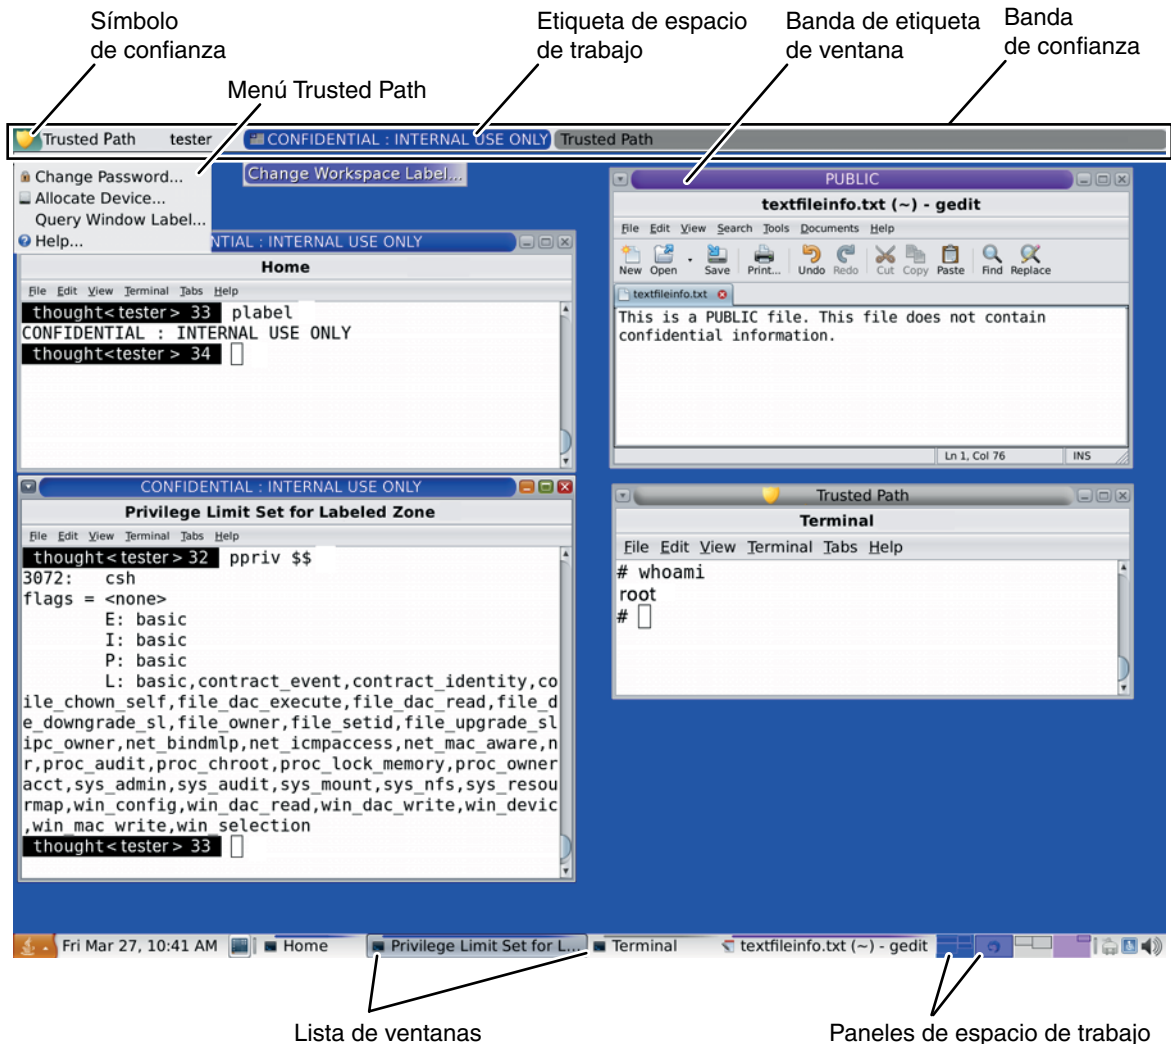 Símbolo
de confianza
Etiqueta de espacio
de trabajo
Banda de etiqueta
de ventana
Banda
de confianza
Menú Trusted Path
Trusted Path
tester
CONFIDENTIAL : INTERNAL USE ONLY
Trusted Path
Change Password...
Allocate Device...
Query Window Label...
Help...
Change Workspace Label...
NTIAL : INTERNAL USE ONLY
Home
File Edit View Terminal Tabs Help
thought<tester> 33 plabel
CONFIDENTIAL : INTERNAL USE ONLY
thought<tester > 34
PUBLIC
textfileinfo.txt (~) - gedit
File Edit View Search Tools Documents Help
New Open Save Print... Undo Redo Cut Copy Paste Find Replace
textfileinfo.txt
This is a PUBLIC file. This file does not contain
confidential information.
Ln 1, Col 76
INS
CONFIDENTIAL : INTERNAL USE ONLY
Privilege Limit Set for Labeled Zone
File Edit View Terminal Tabs Help
thought<tester> 32 ppriv $$
3072: csh
flags = <none>
E: basic
I: basic
P: basic
L: basic,contract_event,contract_identity,co
ile_chown_self,file_dac_execute,file_dac_read,file_d
e_downgrade_sl,file_owner,file_setid,file_upgrade_sl
ipc_owner,net_bindmlp,net_icmpaccess,net_mac_aware,n
r,proc_audit,proc_chroot,proc_lock_memory,proc_owner
acct,sys_admin,sys_audit,sys_mount,sys_nfs,sys_resou
rmap,win_config,win_dac_read,win_dac_write,win_devic
,win_mac_write,win_selection
thought<tester> 33
Trusted Path
Terminal
File Edit View Terminal Tabs Help
# whoami
root
#
Fri Mar 27, 10:41 AM
Home
Privilege Limit Set for L...
Terminal
textfileinfo.txt (~) - gedit
Lista de ventanas
Paneles de espacio de trabajo